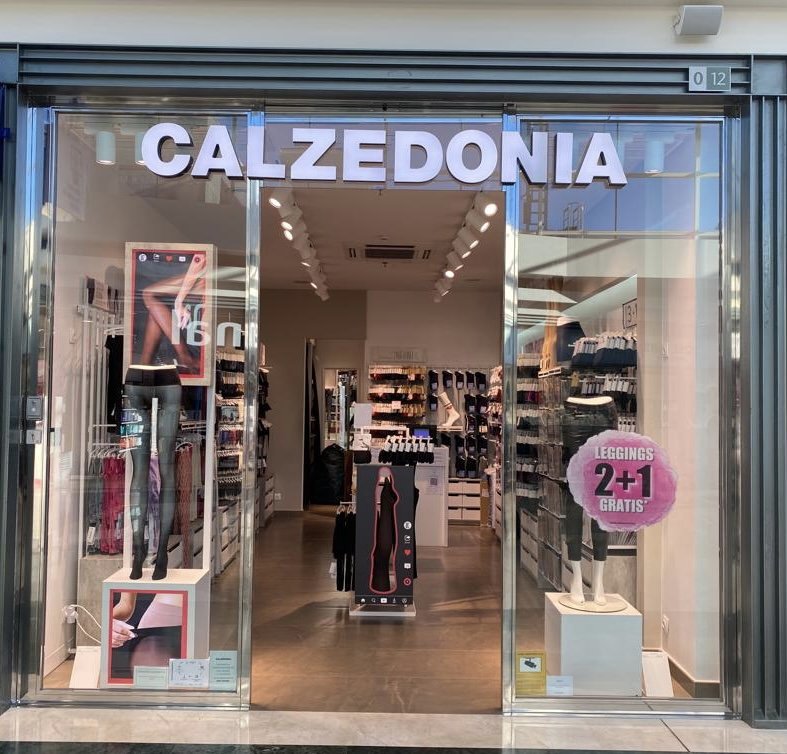 0 12
CALZEDONIA
LEGGINGS
2+1
GRATIS*